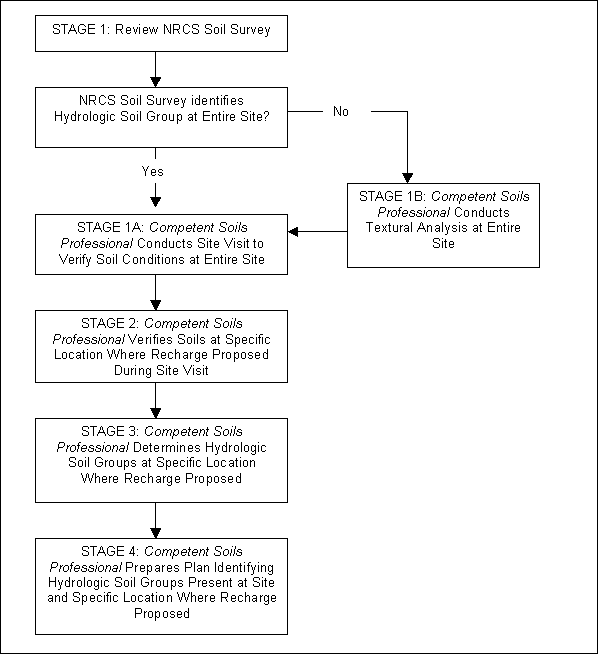 STAGE 1: Review NRCS Soil Survey
NRCS Soil Survey identifies
Hydrologic Soil Group at Entire Site?
No
Yes
STAGE 1B: Competent Soils
Professional Conducts
Textural Analysis at Entire
Site
STAGE 1A: Competent Soils
Professional Conducts Site Visit to
Verify Soil Conditions at Entire Site
STAGE 2: Competent Soils
Professional Verifies Soils at Specific
Location Where Recharge Proposed
During Site Visit
STAGE 3: Competent Soils
Professional Determines Hydrologic
Soil Groups at Specific Location
Where Recharge Proposed
STAGE 4: Competent Soils
Professional Prepares Plan Identifying
Hydrologic Soil Groups Present at Site
and Specific Location Where Recharge
Proposed